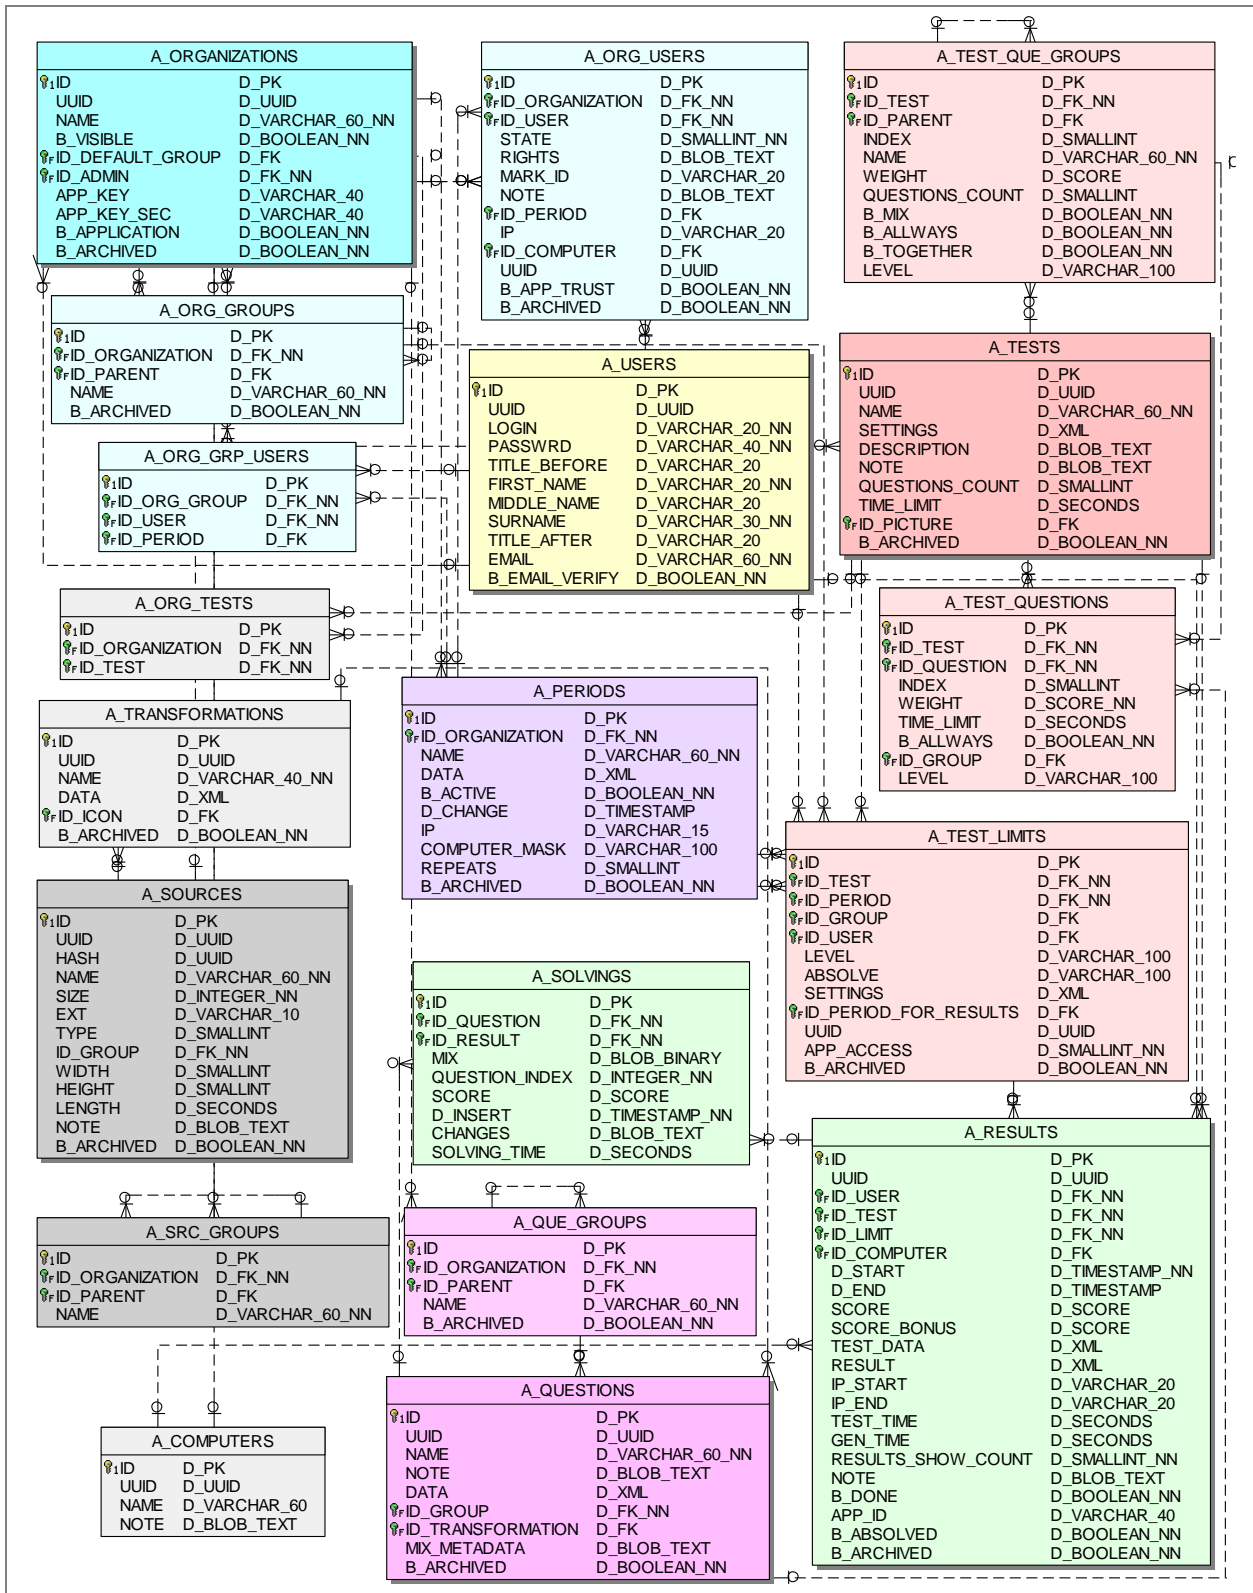 A_ORGANIZATIONS
ID D_PK
UUID D_UUID
NAME D_VARCHAR_60_NN
B_VISIBLE D_BOOLEAN_NN
ID_DEFAULT_GROUP D_FK
ID_ADMIN D_FK_NN
APP_KEY D_VARCHAR_40
APP_KEY_SEC D_VARCHAR_40
B_APPLICATION D_BOOLEAN_NN
B_ARCHIVED D_BOOLEAN_NN
A_ORG_USERS
ID D_PK
ID_ORGANIZATION D_FK_NN
ID_USER D_FK_NN
STATE D_SMALLINT_NN
RIGHTS D_BLOB_TEXT
MARK_ID D_VARCHAR_20
NOTE D_BLOB_TEXT
ID_PERIOD D_FK
IP D_VARCHAR_20
ID_COMPUTER D_FK
UUID D_UUID
B_APP_TRUST D_BOOLEAN_NN
B_ARCHIVED D_BOOLEAN_NN
A_TEST_QUE_GROUPS
ID D_PK
ID_TEST D_FK_NN
ID_PARENT D_FK
INDEX D_SMALLINT
NAME D_VARCHAR_60_NN
WEIGHT D_SCORE
QUESTIONS_COUNT D_SMALLINT
B_MIX D_BOOLEAN_NN
B_ALLWAYS D_BOOLEAN_NN
B_TOGETHER D_BOOLEAN_NN
LEVEL D_VARCHAR_100
A_ORG_GROUPS
ID D_PK
ID_ORGANIZATION D_FK_NN
ID_PARENT D_FK
NAME D_VARCHAR_60_NN
B_ARCHIVED D_BOOLEAN_NN
A_USERS
ID D_PK
UUID D_UUID
LOGIN D_VARCHAR_20_NN
PASSWRD D_VARCHAR_40_NN
TITLE_BEFORE D_VARCHAR_20
FIRST_NAME D_VARCHAR_20_NN
MIDDLE_NAME D_VARCHAR_20
SURNAME D_VARCHAR_30_NN
TITLE_AFTER D_VARCHAR_20
EMAIL D_VARCHAR_60_NN
B_EMAIL_VERIFY D_BOOLEAN_NN
A_TESTS
ID D_PK
UUID D_UUID
NAME D_VARCHAR_60_NN
SETTINGS D_XML
DESCRIPTION D_BLOB_TEXT
NOTE D_BLOB_TEXT
QUESTIONS_COUNT D_SMALLINT
TIME_LIMIT D_SECONDS
ID_PICTURE D_FK
B_ARCHIVED D_BOOLEAN_NN
A_ORG_GRP_USERS
ID D_PK
ID_ORG_GROUP D_FK_NN
ID_USER D_FK_NN
ID_PERIOD D_FK
A_ORG_TESTS
ID D_PK
ID_ORGANIZATION D_FK_NN
ID_TEST D_FK_NN
A_TEST_QUESTIONS
ID D_PK
ID_TEST D_FK_NN
ID_QUESTION D_FK_NN
INDEX D_SMALLINT
WEIGHT D_SCORE_NN
TIME_LIMIT D_SECONDS
B_ALLWAYS D_BOOLEAN_NN
ID_GROUP D_FK
LEVEL D_VARCHAR_100
A_TRANSFORMATIONS
ID D_PK
UUID D_UUID
NAME D_VARCHAR_40_NN
DATA D_XML
ID_ICON D_FK
B_ARCHIVED D_BOOLEAN_NN
A_PERIODS
ID D_PK
ID_ORGANIZATION D_FK_NN
NAME D_VARCHAR_60_NN
DATA D_XML
B_ACTIVE D_BOOLEAN_NN
D_CHANGE D_TIMESTAMP
IP D_VARCHAR_15
COMPUTER_MASK D_VARCHAR_100
REPEATS D_SMALLINT
B_ARCHIVED D_BOOLEAN_NN
A_TEST_LIMITS
ID D_PK
ID_TEST D_FK_NN
ID_PERIOD D_FK_NN
ID_GROUP D_FK
ID_USER D_FK
LEVEL D_VARCHAR_100
ABSOLVE D_VARCHAR_100
SETTINGS D_XML
ID_PERIOD_FOR_RESULTS D_FK
UUID D_UUID
APP_ACCESS D_SMALLINT_NN
B_ARCHIVED D_BOOLEAN_NN
A_SOURCES
ID D_PK
UUID D_UUID
HASH D_UUID
NAME D_VARCHAR_60_NN
SIZE D_INTEGER_NN
EXT D_VARCHAR_10
TYPE D_SMALLINT
ID_GROUP D_FK_NN
WIDTH D_SMALLINT
HEIGHT D_SMALLINT
LENGTH D_SECONDS
NOTE D_BLOB_TEXT
B_ARCHIVED D_BOOLEAN_NN
A_SOLVINGS
ID D_PK
ID_QUESTION D_FK_NN
ID_RESULT D_FK_NN
MIX D_BLOB_BINARY
QUESTION_INDEX D_INTEGER_NN
SCORE D_SCORE
D_INSERT D_TIMESTAMP_NN
CHANGES D_BLOB_TEXT
SOLVING_TIME D_SECONDS
A_RESULTS
ID D_PK
UUID D_UUID
ID_USER D_FK_NN
ID_TEST D_FK_NN
ID_LIMIT D_FK_NN
ID_COMPUTER D_FK
D_START D_TIMESTAMP_NN
D_END D_TIMESTAMP
SCORE D_SCORE
SCORE_BONUS D_SCORE
TEST_DATA D_XML
RESULT D_XML
IP_START D_VARCHAR_20
IP_END D_VARCHAR_20
TEST_TIME D_SECONDS
GEN_TIME D_SECONDS
RESULTS_SHOW_COUNT D_SMALLINT_NN
NOTE D_BLOB_TEXT
B_DONE D_BOOLEAN_NN
APP_ID D_VARCHAR_40
B_ABSOLVED D_BOOLEAN_NN
B_ARCHIVED D_BOOLEAN_NN
A_SRC_GROUPS
ID D_PK
ID_ORGANIZATION D_FK_NN
ID_PARENT D_FK
NAME D_VARCHAR_60_NN
A_QUE_GROUPS
ID D_PK
ID_ORGANIZATION D_FK_NN
ID_PARENT D_FK
NAME D_VARCHAR_60_NN
B_ARCHIVED D_BOOLEAN_NN
A_COMPUTERS
ID D_PK
UUID D_UUID
NAME D_VARCHAR_60
NOTE D_BLOB_TEXT
A_QUESTIONS
ID D_PK
UUID D_UUID
NAME D_VARCHAR_60_NN
NOTE D_BLOB_TEXT
DATA D_XML
ID_GROUP D_FK_NN
ID_TRANSFORMATION D_FK
MIX_METADATA D_BLOB_TEXT
B_ARCHIVED D_BOOLEAN_NN